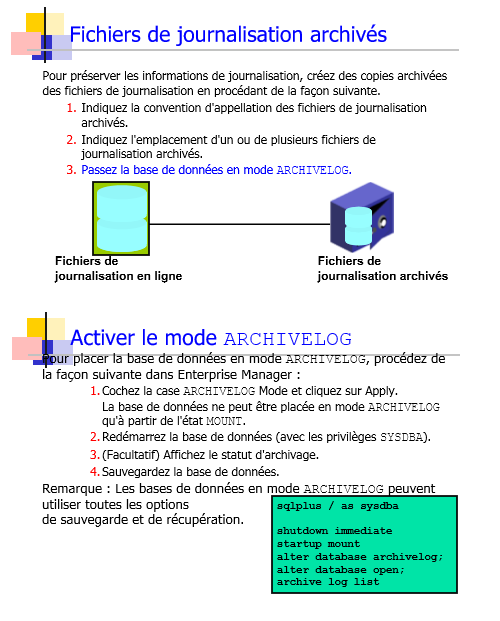 Fichiers de journalisation archivés
Pour préserver les informations de journalisation, créez des copies archivées
des fichiers de journalisation en procédant de la façon suivante.
1. Indiquez la convention d'appellation des fichiers de journalisation
archivés.
2. Indiquez l'emplacement d'un ou de plusieurs fichiers de
journalisation archivés.
3. Passez la base de données en mode ARCHIVELOG.
Fichiers de
journalisation en ligne
Fichiers de
journalisation archivés
Activer le mode ARCHIVELOG
Pour placer la base de données en mode ARCHIVELOG, procédez de
la façon suivante dans Enterprise Manager :
1. Cochez la case ARCHIVELOG Mode et cliquez sur Apply.
La base de données ne peut être placée en mode ARCHIVELOG
qu'à partir de l'état MOUNT.
2. Redémarrez la base de données (avec les privilèges SYSDBA).
3. (Facultatif) Affichez le statut d'archivage.
4. Sauvegardez la base de données.
Remarque : Les bases de données en mode ARCHIVELOG peuvent
utiliser toutes les options
de sauvegarde et de récupération.
sqlplus / as sysdba
shutdown immediate
startup mount
alter database archivelog;
alter database open;
archive log list